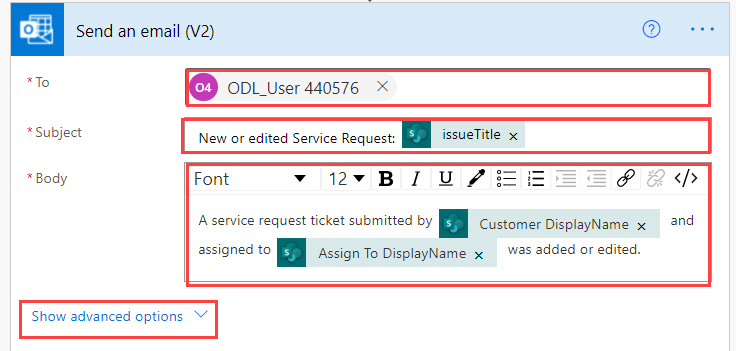 Send an email (V2)
* To
O4 ODL_User 440576 ×
* Subject
New or edited Service Request: issueTitle ×
* Body
Font 12 B I U </>
A service request ticket submitted by Customer DisplayName × and
assigned to Assign To DisplayName × was added or edited.
Show advanced options